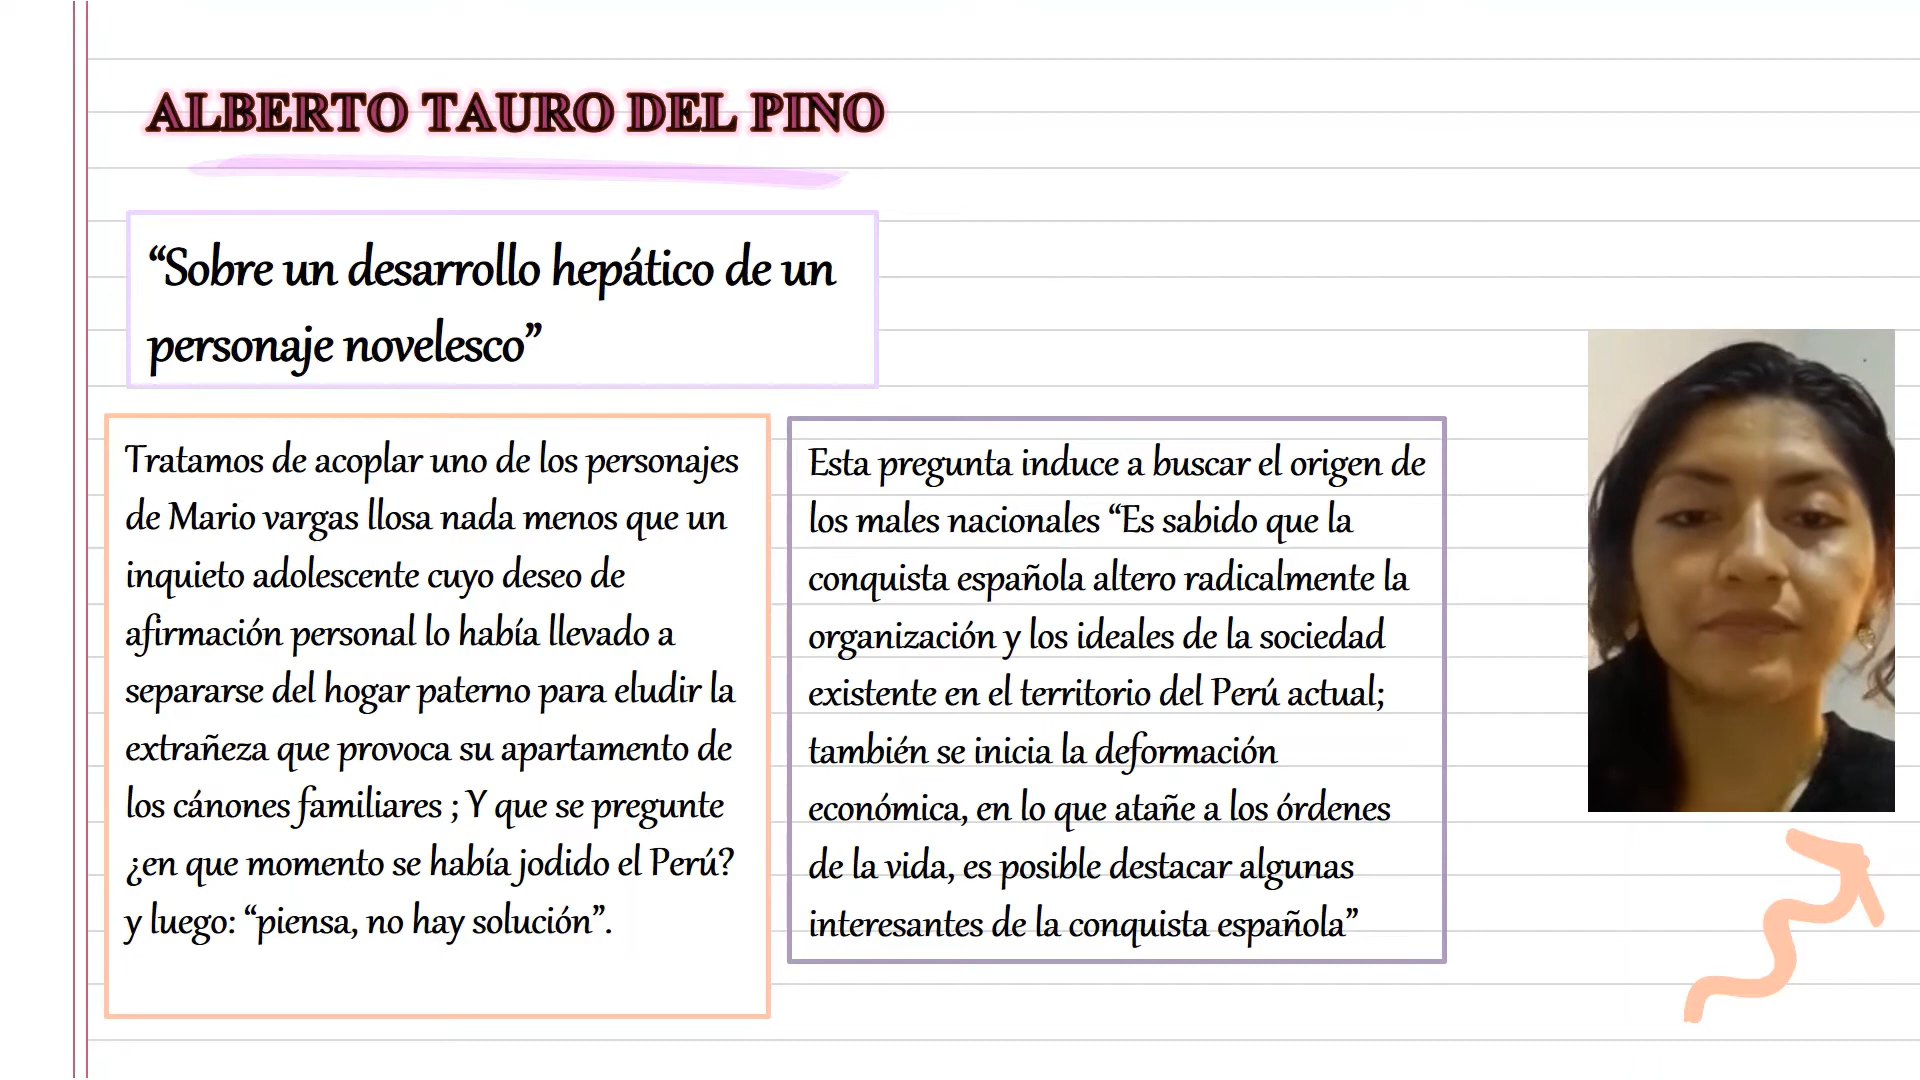 ALBERTO TAURO DEL PINO
“Sobre un desarrollo hepático de un
personaje novelesco”
Tratamos de acoplar uno de los personajes
de Mario vargas llosa nada menos que un
inquieto adolescente cuyo deseo de
afirmación personal lo había llevado a
separarse del hogar paterno para eludir la
extrañeza que provoca su apartamento de
los cánones familiares ; Y que se pregunte
¿en que momento se había jodido el Perú?
y luego: “piensa, no hay solución”.
Esta pregunta induce a buscar el origen de
los males nacionales “Es sabido que la
conquista española altero radicalmente la
organización y los ideales de la sociedad
existente en el territorio del Perú actual;
también se inicia la deformación
económica, en lo que atañe a los órdenes
de la vida, es posible destacar algunas
interesantes de la conquista española”